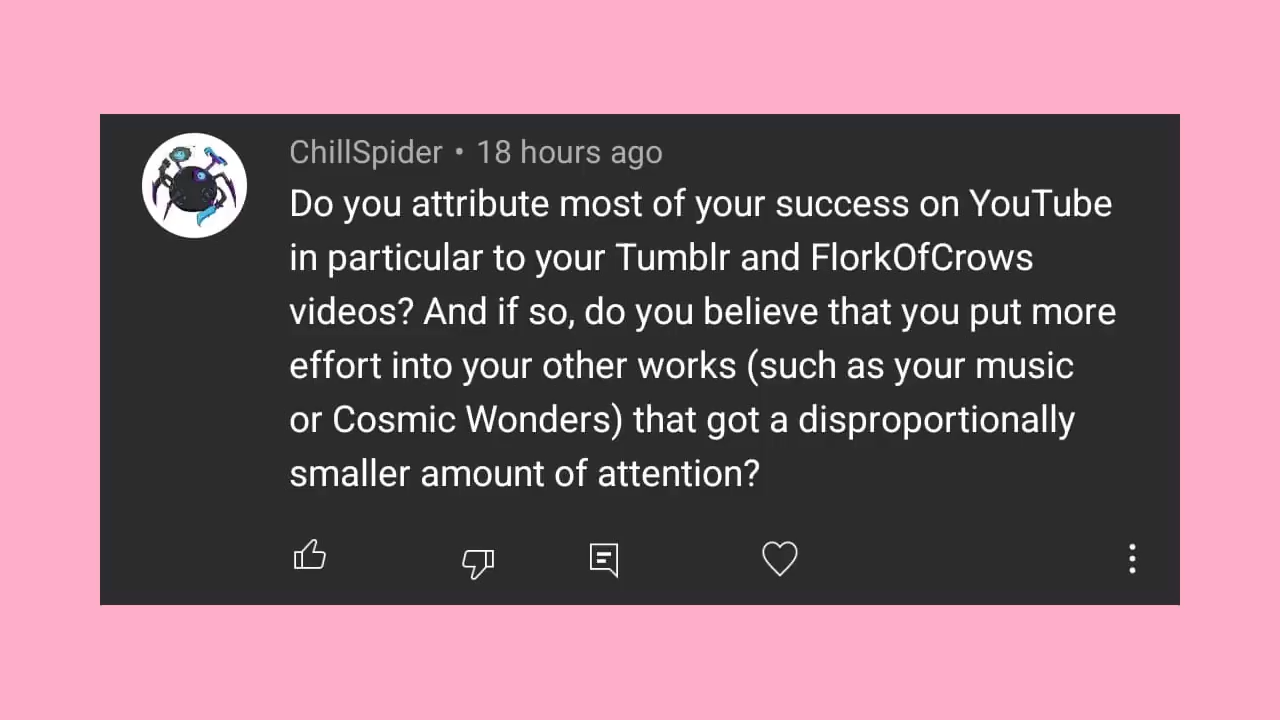 ChillSpider • 18 hours ago
Do you attribute most of your success on YouTube
in particular to your Tumblr and FlorkOfCrows
videos? And if so, do you believe that you put more
effort into your other works (such as your music
or Cosmic Wonders) that got a disproportionally
smaller amount of attention?